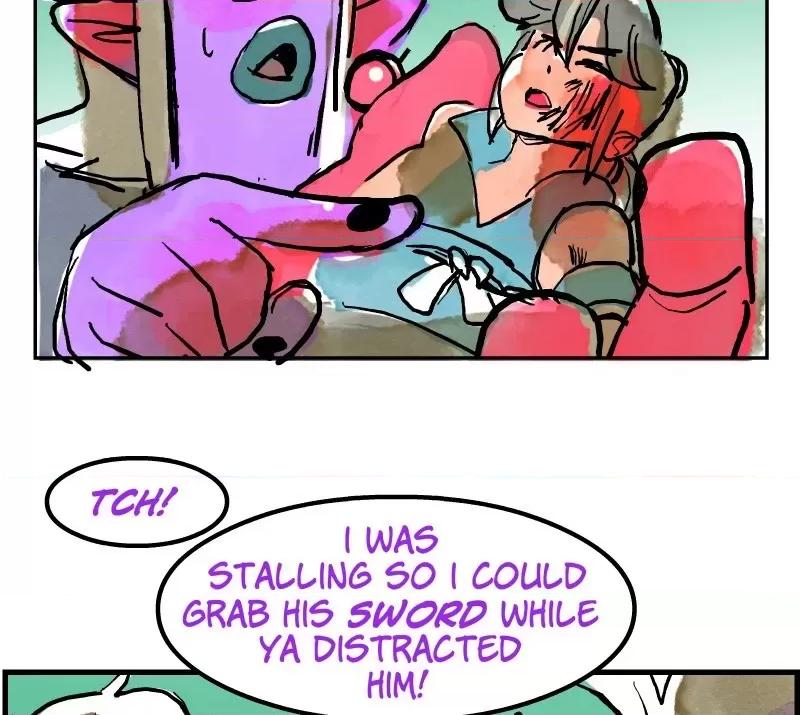 TCH!
I WAS
STALLING SO I COULD
GRAB HIS SWORD WHILE
YA DISTRACTED
HIM!